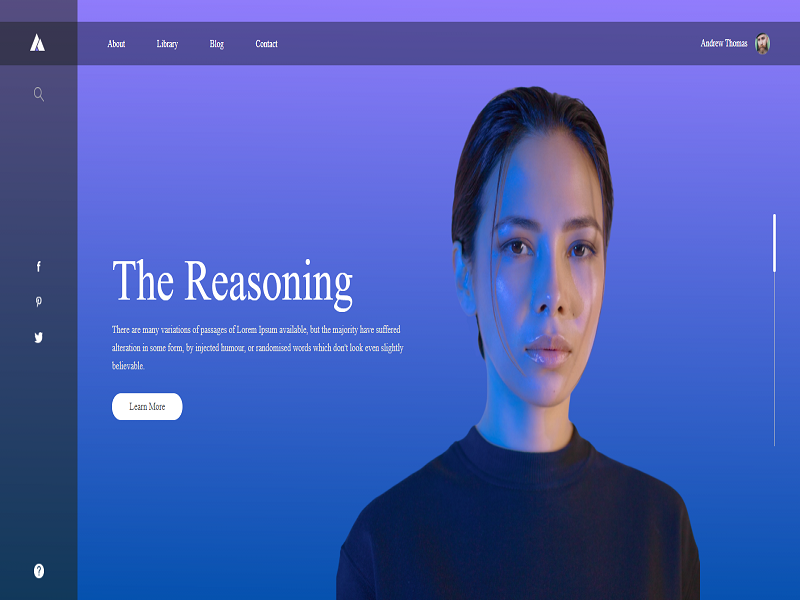 About
Library
Blog
Contact
Andrew Thomas
The Reasoning
There are many variations of passages of Lorem Ipsum available, but the majority have suffered
alteration in some form, by injected humour, or randomised words which don't look even slightly
believable.
Learn More